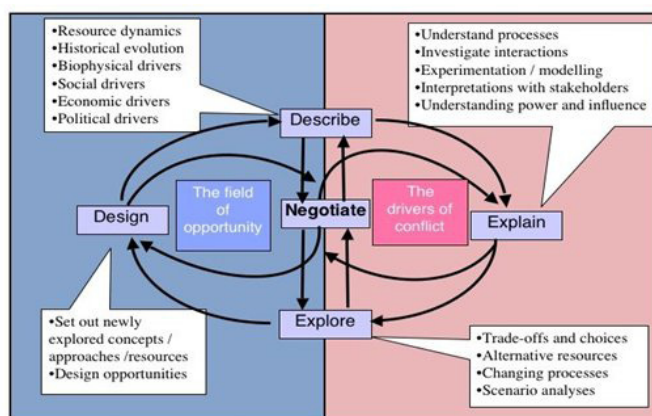 •Resource dynamics
•Historical evolution
•Biophysical drivers
•Social drivers
•Economic drivers
•Political drivers
•Understand processes
•Investigate interactions
•Experimentation / modelling
•Interpretations with stakeholders
•Understanding power and influence
Describe
The field
of
opportunity
The
drivers of
conflict
Design
Negotiate
Explain
Explore
•Set out newly
explored concepts /
approaches /resources
•Design opportunities
•Trade-offs and choices
•Alternative resources
•Changing processes
•Scenario analyses